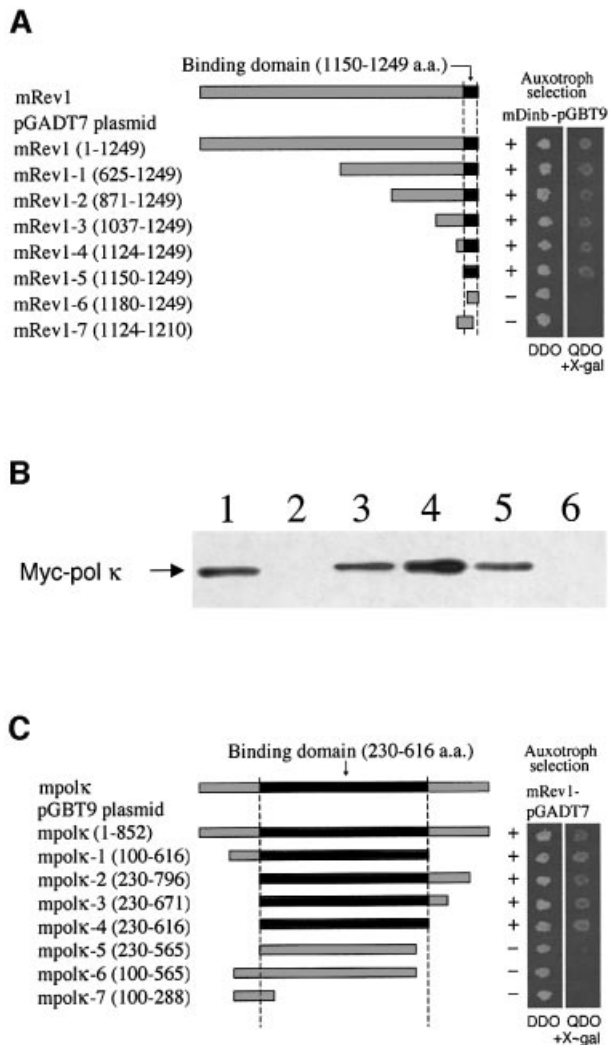 A
Binding domain (1150-1249 a.a.)
Auxotroph
selection
mRev1
mDinb-pGBT9
pGADT7 plasmid
mRev1 (1-1249) +
mRev1-1 (625-1249) +
mRev1-2 (871-1249) +
mRev1-3 (1037-1249) +
mRev1-4 (1124-1249) +
mRev1-5 (1150-1249) +
mRev1-6 (1180-1249) −
mRev1-7 (1124-1210) −
DDO QDO
+X-gal
B
1 2 3 4 5 6
Myc-pol κ
C
Binding domain (230-616 a.a.)
Auxotroph
selection
mpolκ
mRev1-
pGADT7
pGBT9 plasmid
mpolκ (1-852) +
mpolκ-1 (100-616) +
mpolκ-2 (230-796) +
mpolκ-3 (230-671) +
mpolκ-4 (230-616) +
mpolκ-5 (230-565) −
mpolκ-6 (100-565) −
mpolκ-7 (100-288) −
DDO QDO
+X~gal